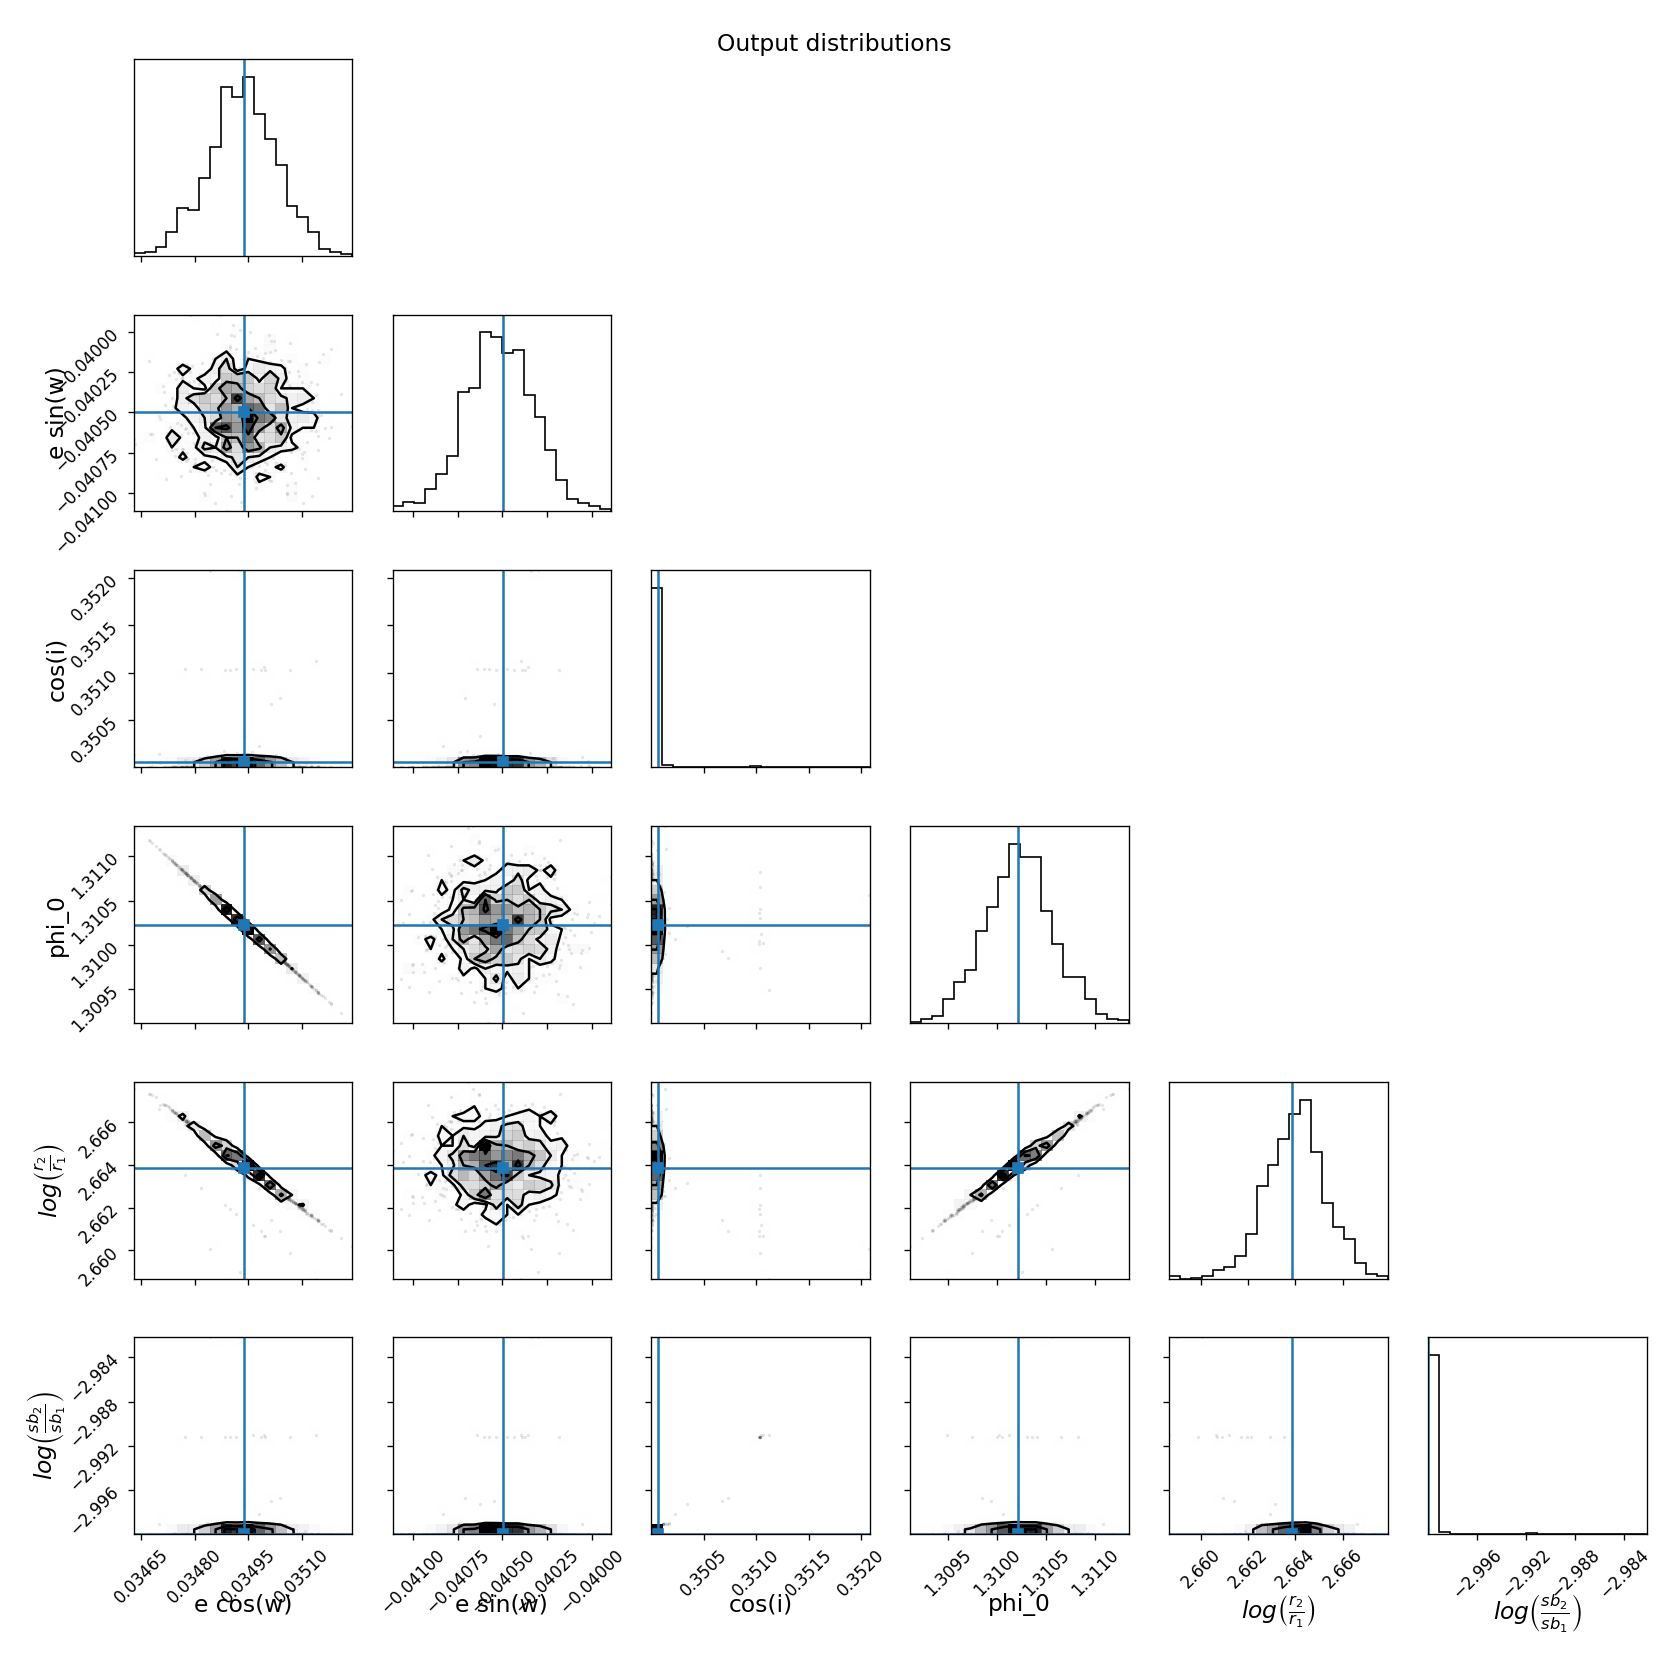 Output distributions
e sin(w)
−0.04000
−0.04025
−0.04050
−0.04075
−0.04100
cos(i)
0.3520
0.3515
0.3510
0.3505
phi_0
1.3110
1.3105
1.3100
1.3095
log(r₂/r₁)
2.666
2.664
2.662
2.660
log(sb₂/sb₁)
−2.984
−2.988
−2.992
−2.996
0.03465 0.03480 0.03495 0.03510
−0.04100 −0.04075 −0.04050 −0.04025 −0.04000
0.3505 0.3510 0.3515 0.3520
1.3095 1.3100 1.3105 1.3110
2.660 2.662 2.664 2.666
−2.996 −2.992 −2.988 −2.984
e cos(w) e sin(w) cos(i) phi_0 log(r₂/r₁) log(sb₂/sb₁)